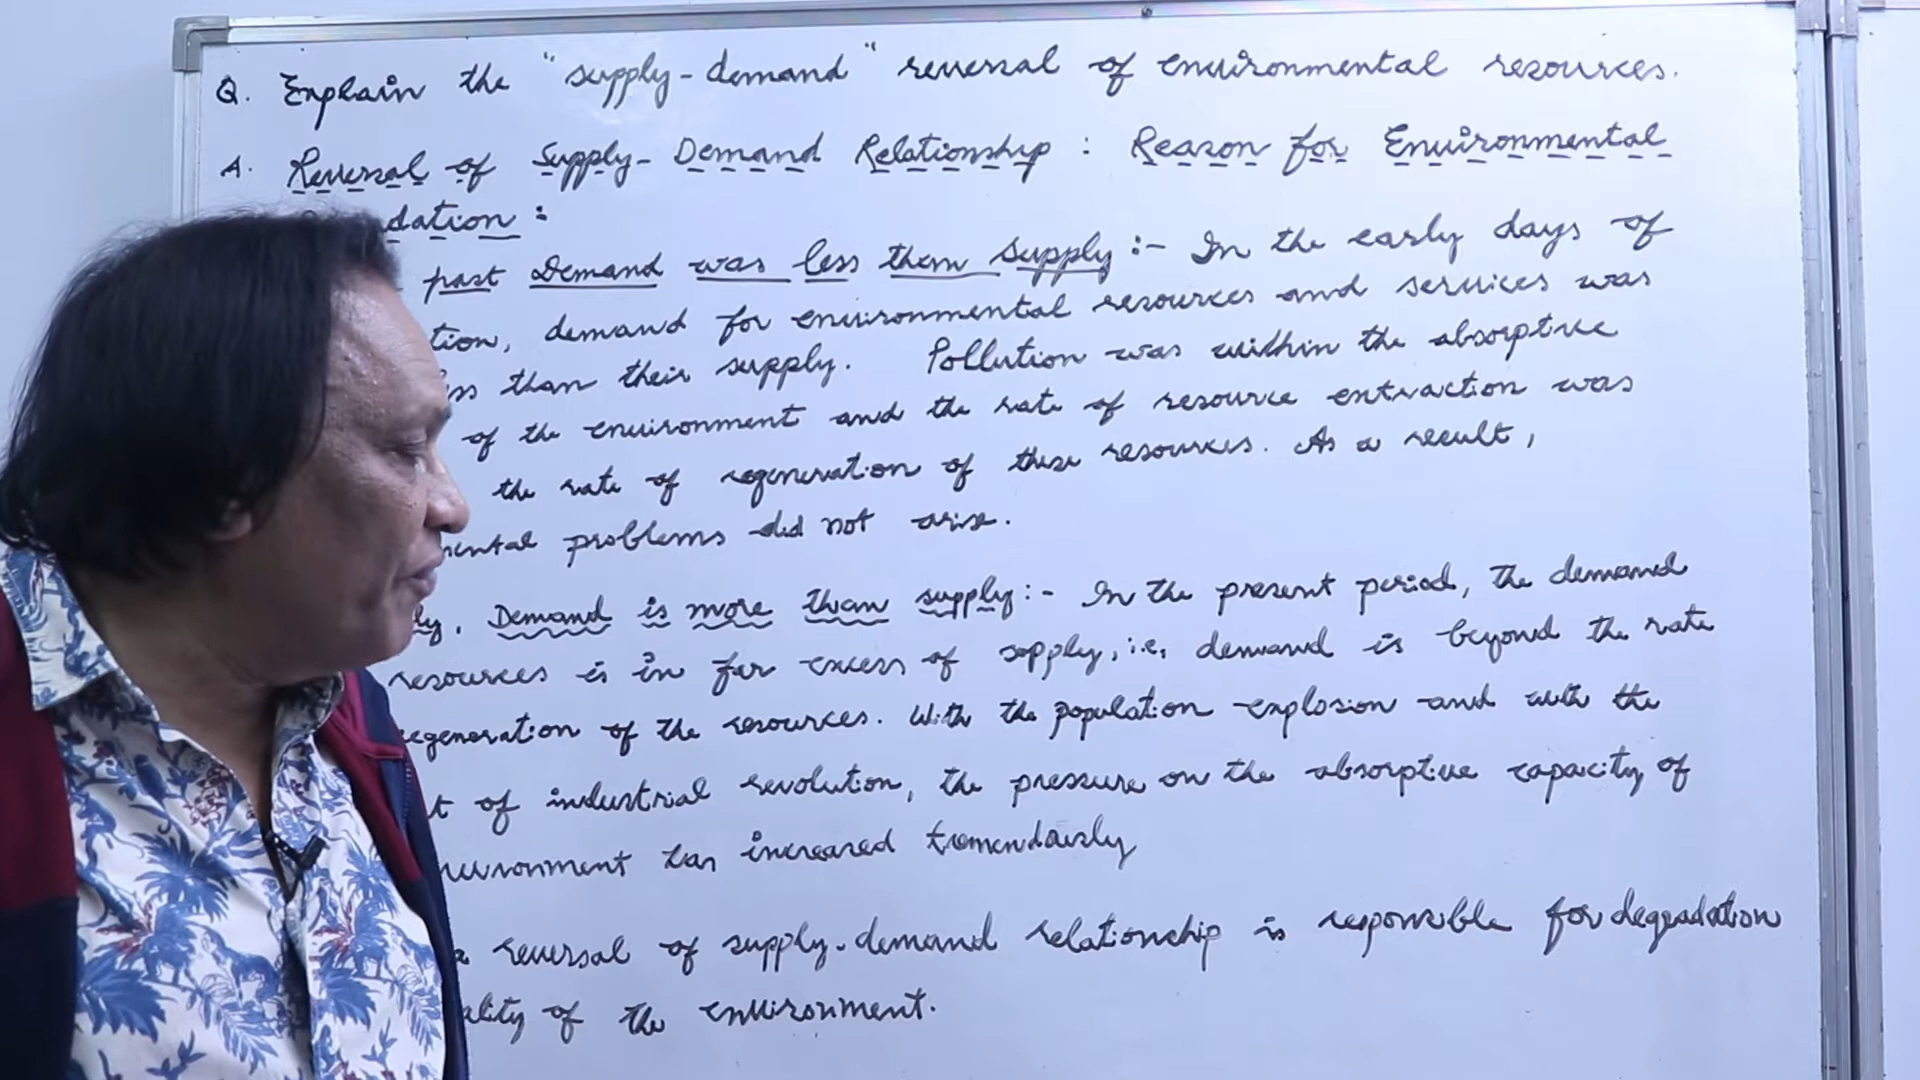 Q. Explain the "supply-demand" reversal of environmental resources.
A. Reversal of Supply-Demand Relationship : Reason for Environmental
dation :
past Demand was less than Supply :- In the early days of
tion, demand for environmental resources and services was
ss than their supply. Pollution was within the absorptive
of the environment and the rate of resource extraction was
the rate of regeneration of these resources. As a result,
mental problems did not arise.
ly, Demand is more than supply :- In the present period, the demand
resources is in far excess of supply, i.e, demand is beyond the rate
egeneration of the resources. With the population explosion and with the
t of industrial revolution, the pressure on the absorptive capacity of
nvironment has increased tremendously
a reversal of supply-demand relationship is responsible for degradation
ality of the environment.